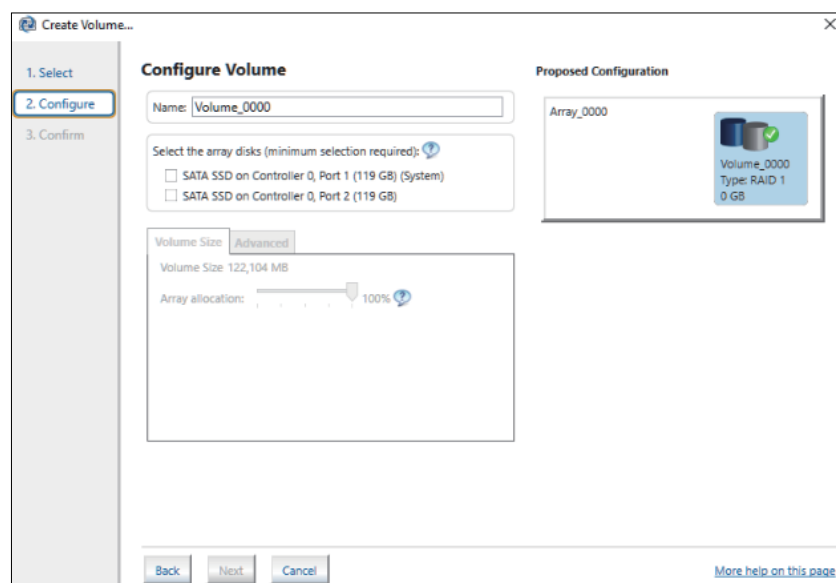 Create Volume...
1. Select
2. Configure
3. Confirm
Configure Volume
Name: Volume_0000
Select the array disks (minimum selection required):
SATA SSD on Controller 0, Port 1 (119 GB) (System)
SATA SSD on Controller 0, Port 2 (119 GB)
Volume Size Advanced
Volume Size 122,104 MB
Array allocation: 100%
Proposed Configuration
Array_0000
Volume_0000
Type: RAID 1
0 GB
Back Next Cancel
More help on this page